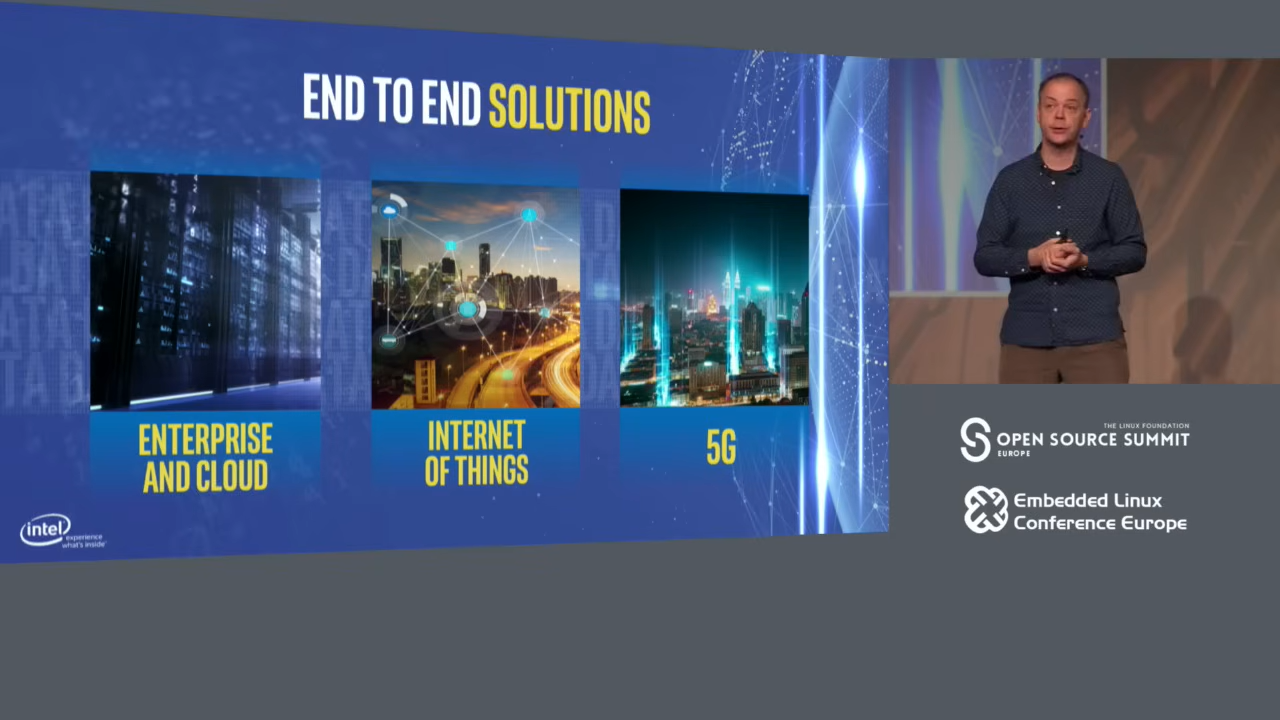 END TO END SOLUTIONS
ENTERPRISE
AND CLOUD
INTERNET
OF THINGS
5G
intel
experience
what's inside™
THE LINUX FOUNDATION
OPEN SOURCE SUMMIT
EUROPE
Embedded Linux
Conference Europe